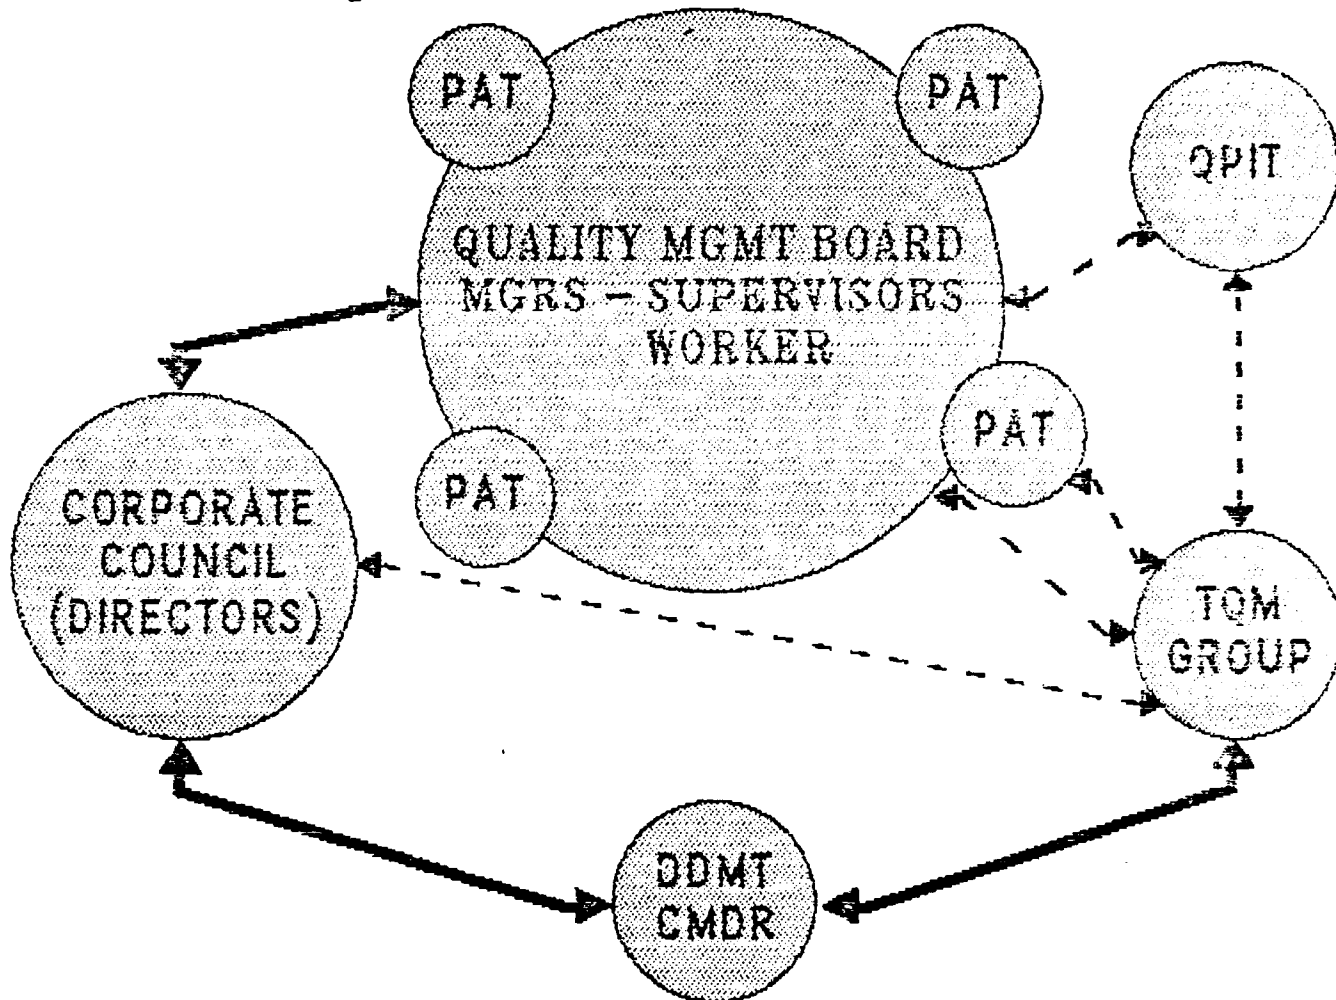 PAT
PAT
QPIT
QUALITY MGMT BOARD
MGRS – SUPERVISORS
WORKER
PAT
PAT
CORPORATE
COUNCIL
(DIRECTORS)
TQM
GROUP
DDMT
CMDR